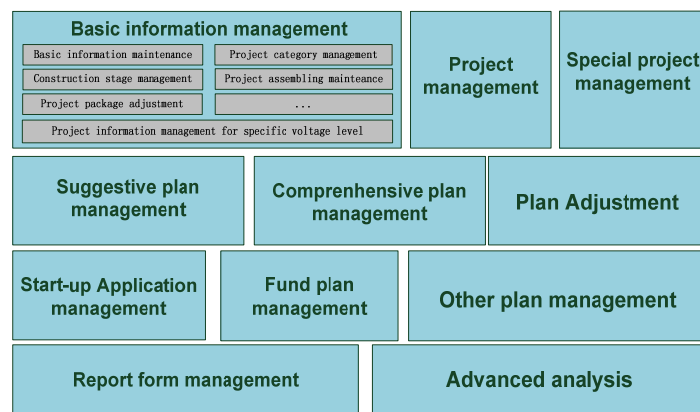 Basic information management
Basic information maintenance
Project category management
Construction stage management
Project assembling mainteance
Project package adjustment
...
Project information management for specific voltage level
Project
management
Special project
management
Suggestive plan
management
Comprenhensive plan
management
Plan Adjustment
Start-up Application
management
Fund plan
management
Other plan management
Report form management
Advanced analysis